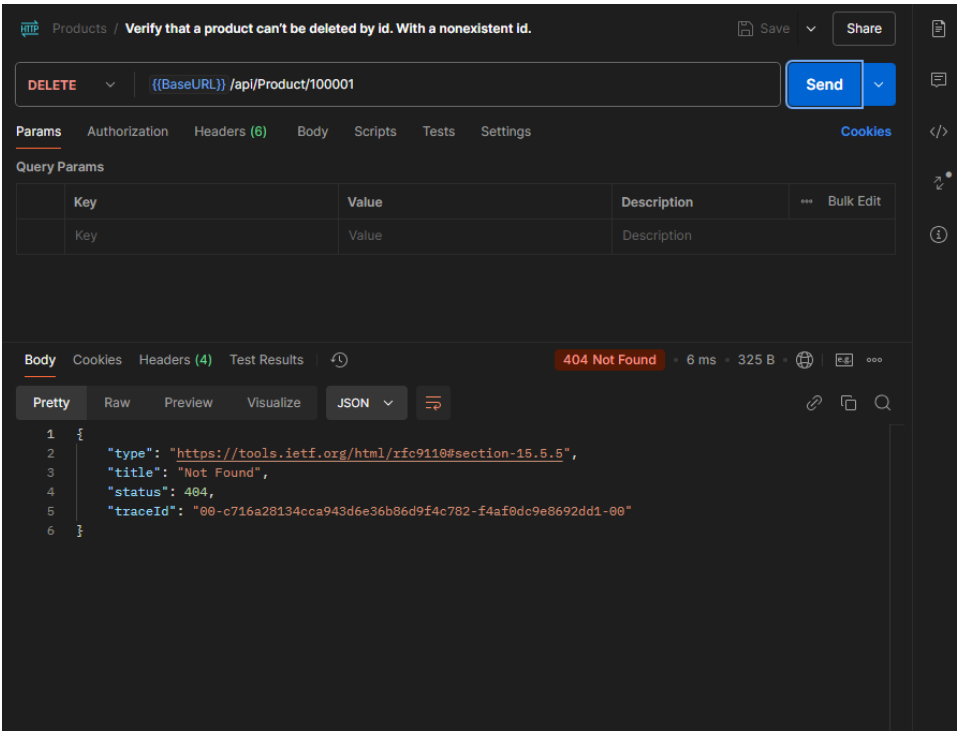 HTTP Products / Verify that a product can't be deleted by id. With a nonexistent id. Save Share
DELETE {{BaseURL}} /api/Product/100001 Send
Params Authorization Headers (6) Body Scripts Tests Settings Cookies
Query Params
Key Value Description Bulk Edit
Key Value Description
Body Cookies Headers (4) Test Results 404 Not Found 6 ms 325 B e.g.
Pretty Raw Preview Visualize JSON
1 {
2 "type": "https://tools.ietf.org/html/rfc9110#section-15.5.5",
3 "title": "Not Found",
4 "status": 404,
5 "traceId": "00-c716a28134cca943d6e36b86d9f4c782-f4af0dc9e8692dd1-00"
6 }